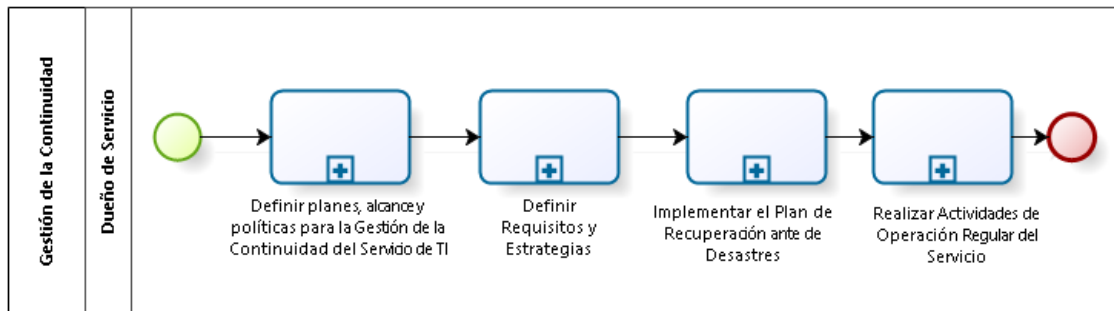 Gestión de la Continuidad
Dueño de Servicio
Definir planes, alcance y
políticas para la Gestión de la
Continuidad del Servicio de TI
Definir
Requisitos y
Estrategias
Implementar el Plan de
Recuperación ante de
Desastres
Realizar Actividades de
Operación Regular del
Servicio